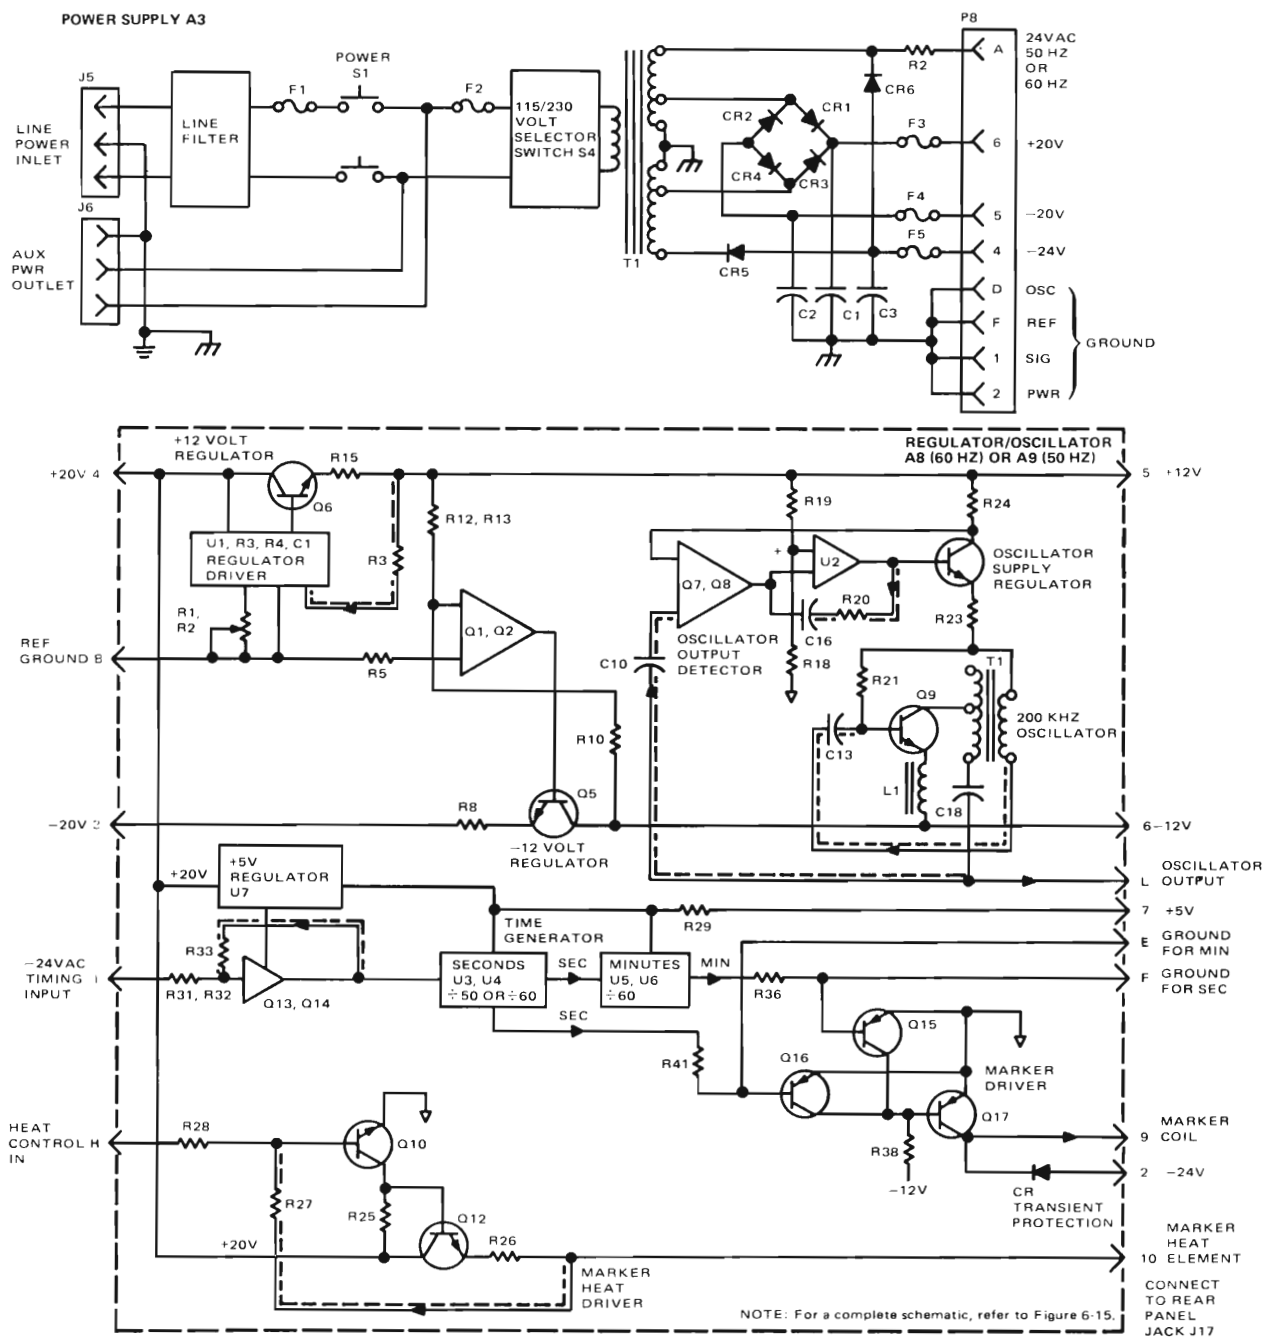 POWER SUPPLY A3
P8
J5
LINE
POWER
INLET
LINE
FILTER
F1
POWER
S1
F2
115/230
VOLT
SELECTOR
SWITCH S4
T1
J6
AUX
PWR
OUTLET
CR2
CR1
CR4
CR3
CR5
CR6
R2
F3
F4
F5
C2
C1
C3
A
24VAC
50 HZ
OR
60 HZ
6
+20V
5
−20V
4
−24V
D
OSC
F
REF
1
SIG
2
PWR
GROUND
REGULATOR/OSCILLATOR
A8 (60 HZ) OR A9 (50 HZ)
+12 VOLT
REGULATOR
+20V 4
R15
Q6
U1, R3, R4, C1
REGULATOR
DRIVER
R3
R1,
R2
R12, R13
REF
GROUND B
R5
Q1, Q2
R10
−20V 2
R8
Q5
−12 VOLT
REGULATOR
5 +12V
R19
R24
+
U2
Q7, Q8
OSCILLATOR
OUTPUT
DETECTOR
R20
C16
R18
C10
OSCILLATOR
SUPPLY
REGULATOR
R23
R21
Q9
T1
200 KHZ
OSCILLATOR
C13
L1
C18
6 −12V
L
OSCILLATOR
OUTPUT
+20V
+5V
REGULATOR
U7
R33
−24VAC
TIMING
INPUT
1
R31, R32
Q13, Q14
TIME
GENERATOR
SECONDS
U3, U4
÷50 OR ÷60
SEC
MINUTES
U5, U6
÷60
MIN
SEC
R29
7 +5V
E
GROUND
FOR MIN
F
GROUND
FOR SEC
R36
R41
Q15
Q16
MARKER
DRIVER
Q17
R38
−12V
9
MARKER
COIL
2 −24V
CR
TRANSIENT
PROTECTION
HEAT
CONTROL H
IN
R28
Q10
R27
R25
Q12
R26
+20V
MARKER
HEAT
DRIVER
10
MARKER
HEAT
ELEMENT
CONNECT
TO REAR
PANEL
JACK J17
NOTE: For a complete schematic, refer to Figure 6-15.